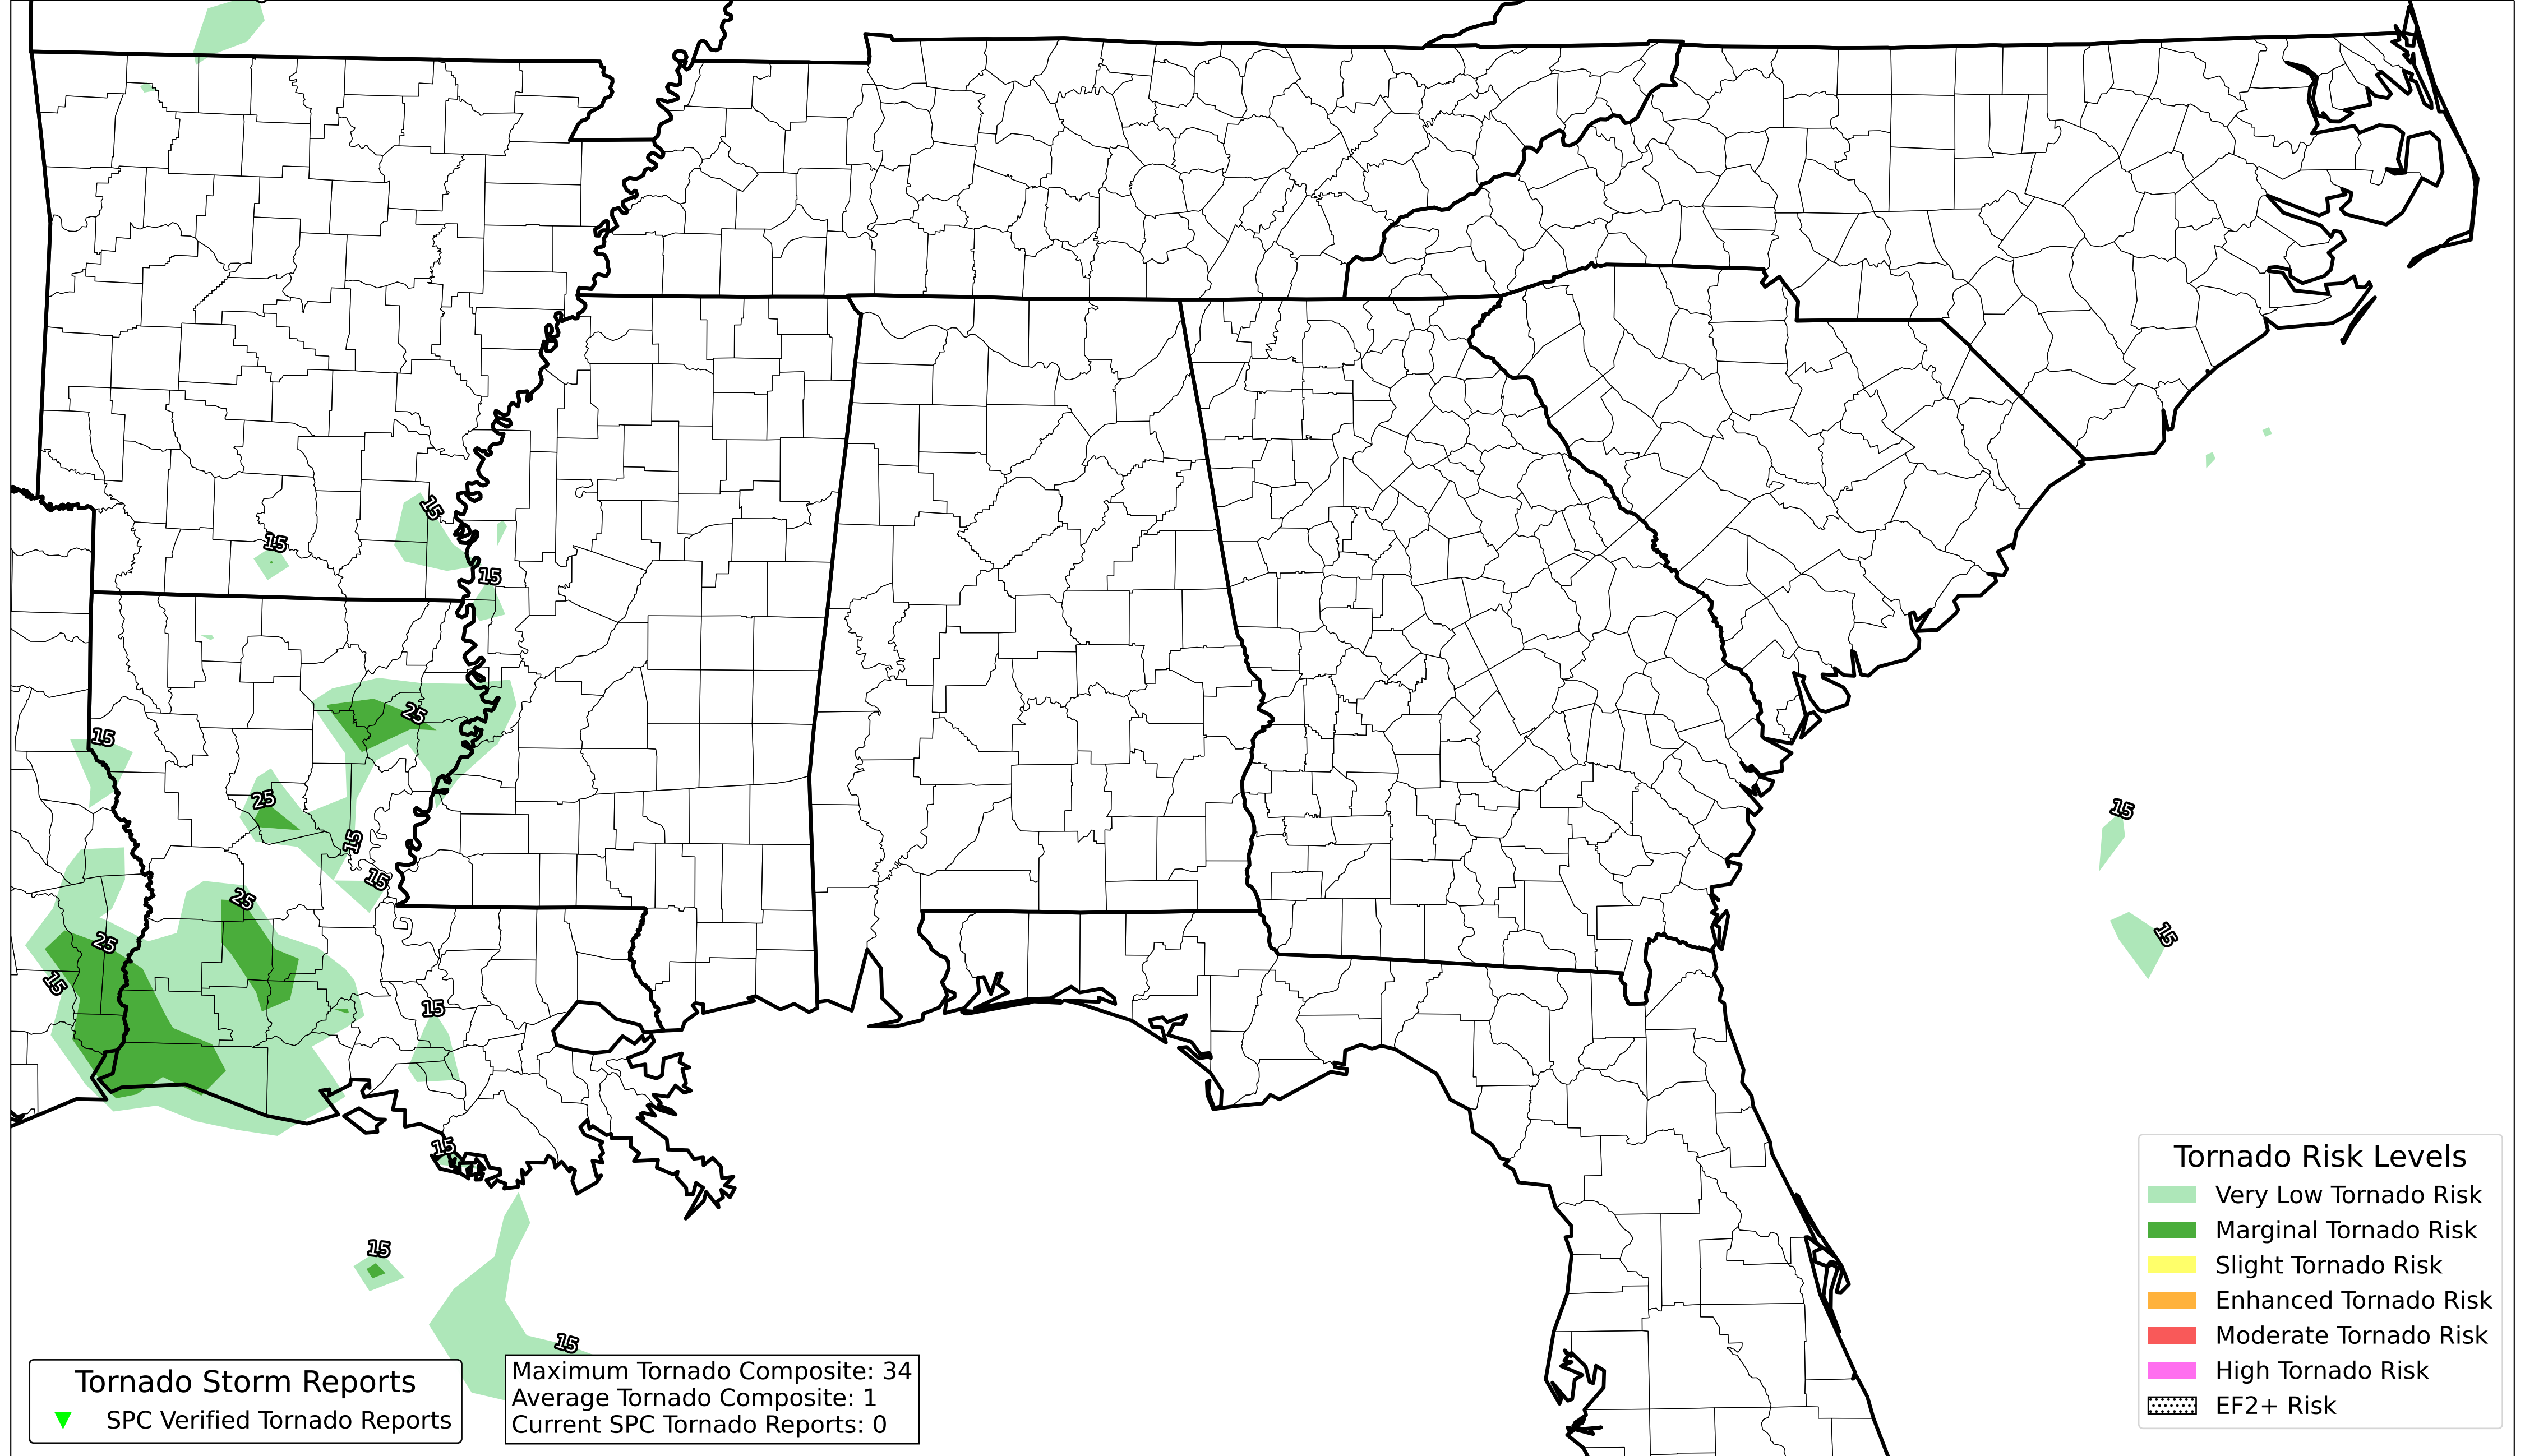 15
15
15
25
15
25
15
15
15
25
15
25
15
15
15
15
15
15
Tornado Storm Reports
SPC Verified Tornado Reports
Maximum Tornado Composite: 34
Average Tornado Composite: 1
Current SPC Tornado Reports: 0
Tornado Risk Levels
Very Low Tornado Risk
Marginal Tornado Risk
Slight Tornado Risk
Enhanced Tornado Risk
Moderate Tornado Risk
High Tornado Risk
EF2+ Risk